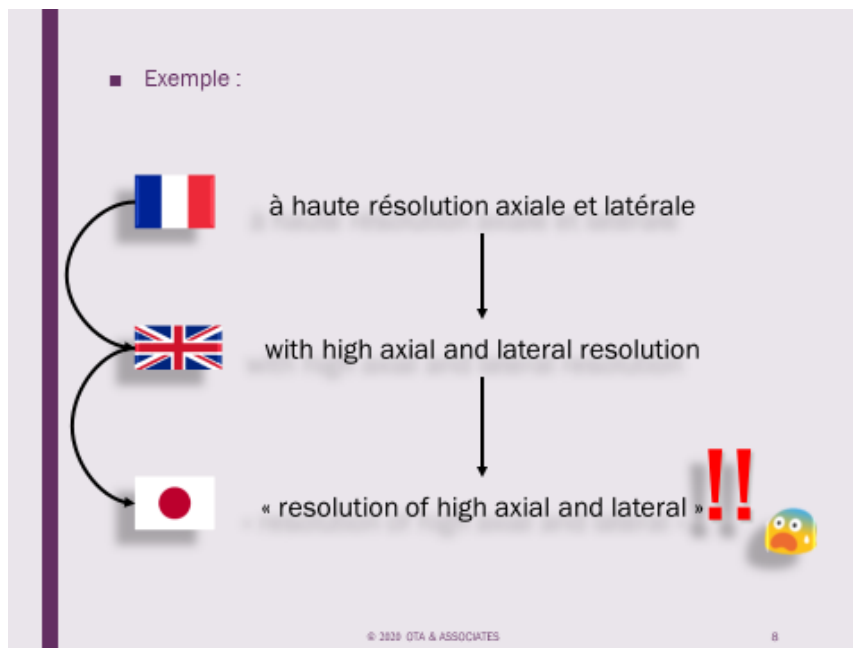 Exemple :
à haute résolution axiale et latérale
with high axial and lateral resolution
« resolution of high axial and lateral » !!
© 2020 OTA & ASSOCIATES
8